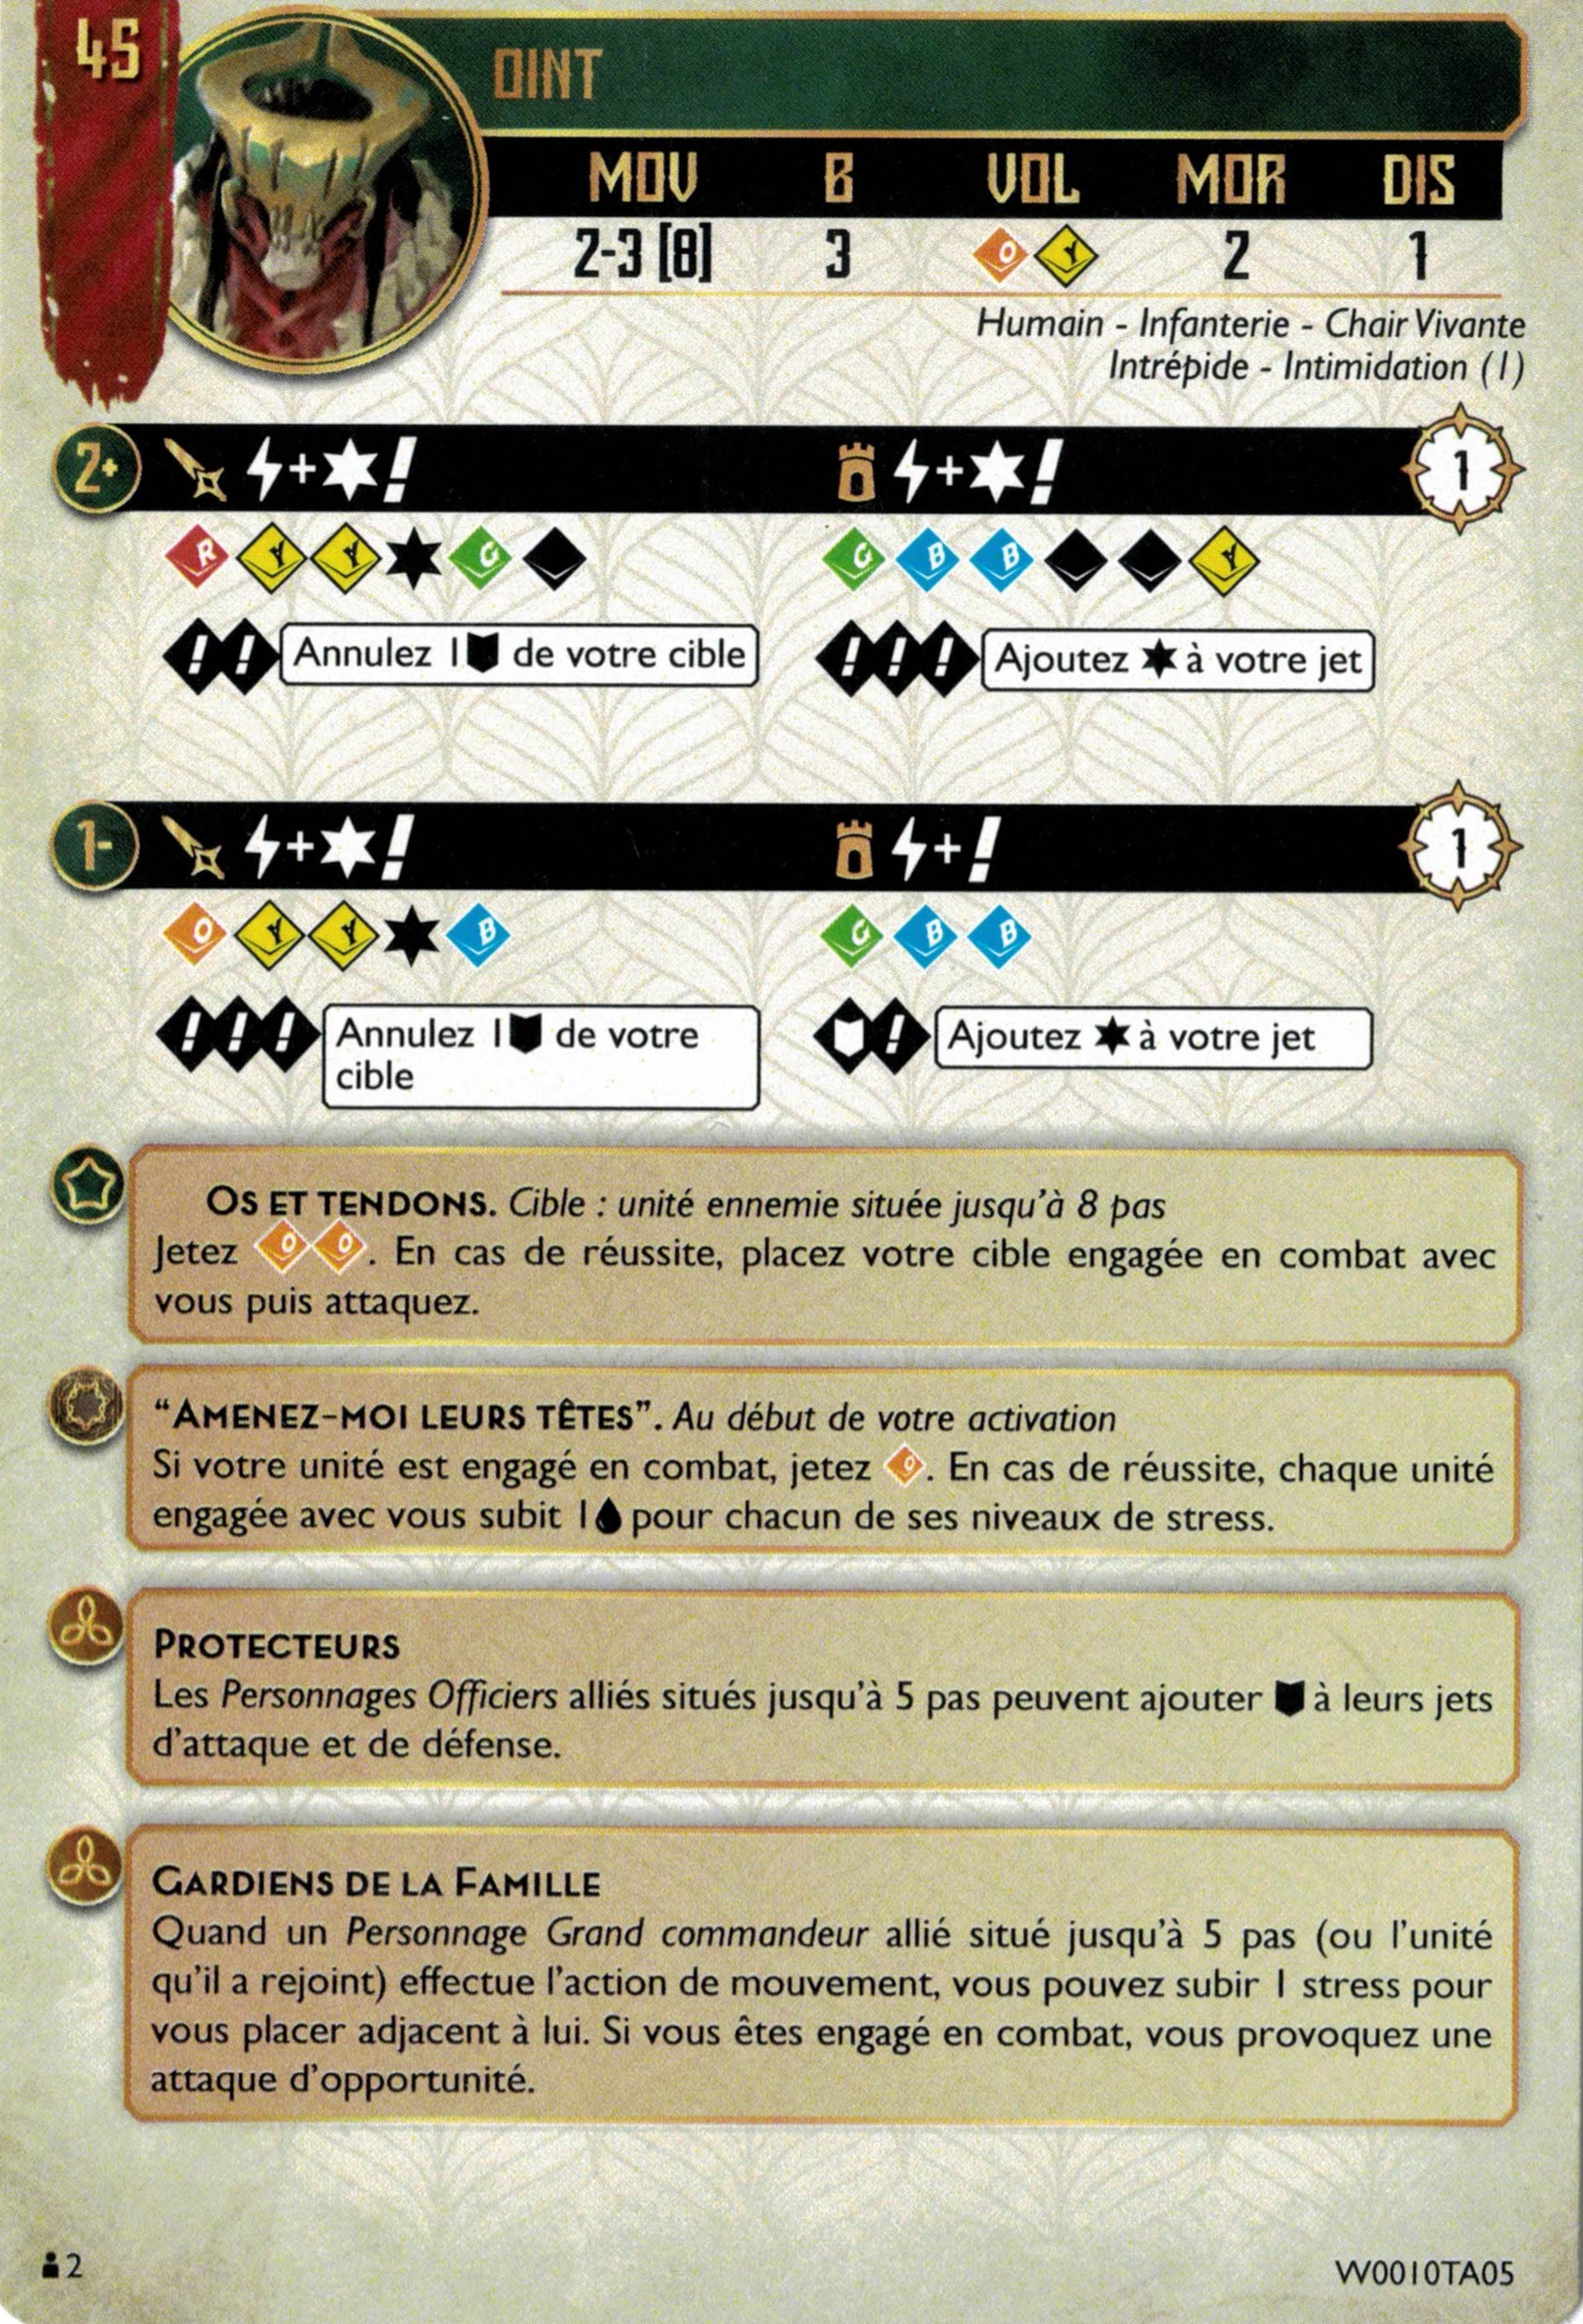 45
OINT
MOV B VOL MOR DIS
2-3 [8] 3 O Y 2 1
Humain - Infanterie - Chair Vivante
Intrépide - Intimidation (1)
2+ + ! + ! 1
R Y Y G G B B Y
! ! Annulez 1 de votre cible ! ! ! Ajoutez à votre jet
1- + ! + ! 1
O Y Y B G B B
! ! ! Annulez 1 de votre
cible
! Ajoutez à votre jet
OS ET TENDONS. Cible : unité ennemie située jusqu'à 8 pas
Jetez O O. En cas de réussite, placez votre cible engagée en combat avec
vous puis attaquez.
“AMENEZ-MOI LEURS TÊTES”. Au début de votre activation
Si votre unité est engagé en combat, jetez O. En cas de réussite, chaque unité
engagée avec vous subit 1 pour chacun de ses niveaux de stress.
PROTECTEURS
Les Personnages Officiers alliés situés jusqu'à 5 pas peuvent ajouter à leurs jets
d'attaque et de défense.
GARDIENS DE LA FAMILLE
Quand un Personnage Grand commandeur allié situé jusqu'à 5 pas (ou l'unité
qu'il a rejoint) effectue l'action de mouvement, vous pouvez subir 1 stress pour
vous placer adjacent à lui. Si vous êtes engagé en combat, vous provoquez une
attaque d'opportunité.
2
W0010TA05